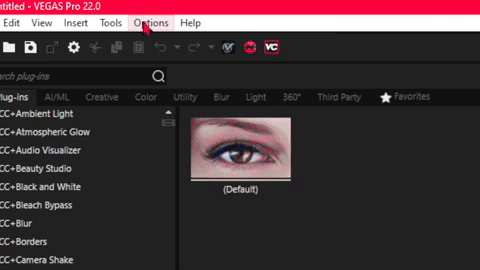 ntitled - VEGAS Pro 22.0
Edit View Insert Tools Options Help
VC
arch plug-ins
lug-ins AI/ML Creative Color Utility Blur Light 360° Third Party Favorites
CC+Ambient Light
CC+Atmospheric Glow
CC+Audio Visualizer
CC+Beauty Studio
CC+Black and White
CC+Bleach Bypass
CC+Blur
CC+Borders
CC+Camera Shake
(Default)